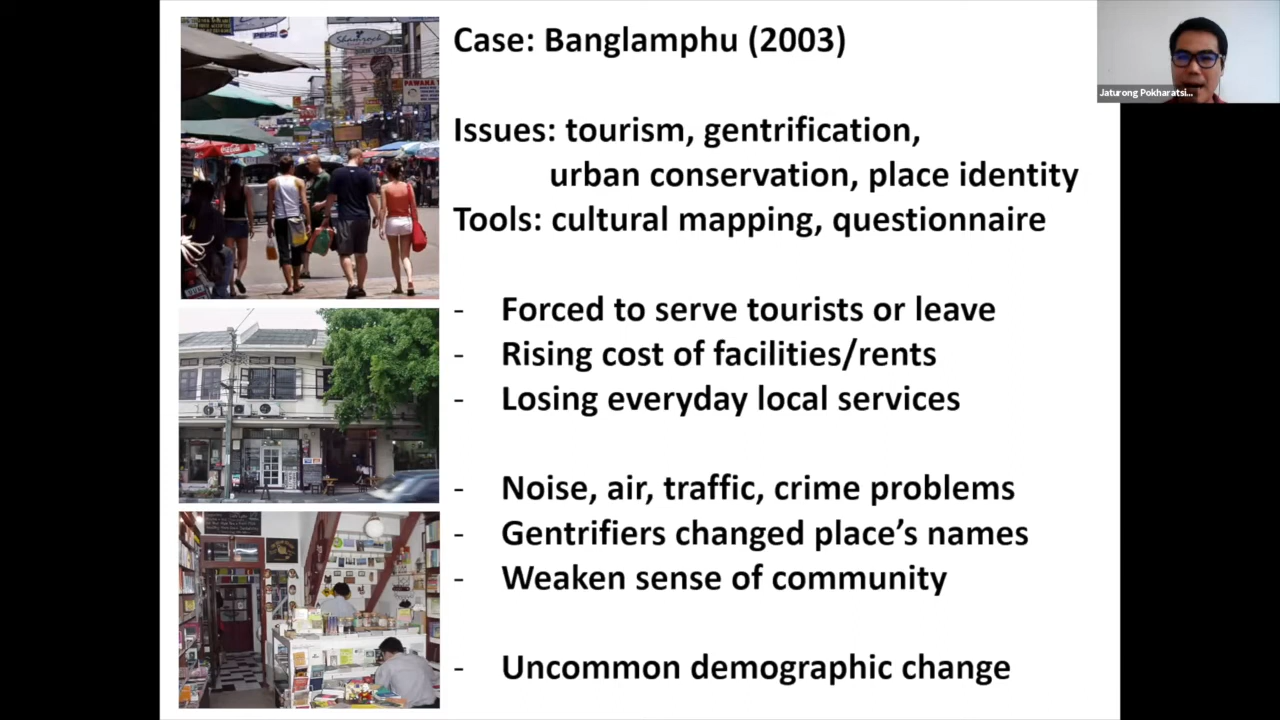 Case: Banglamphu (2003)
Issues: tourism, gentrification,
urban conservation, place identity
Tools: cultural mapping, questionnaire
- Forced to serve tourists or leave
- Rising cost of facilities/rents
- Losing everyday local services
- Noise, air, traffic, crime problems
- Gentrifiers changed place’s names
- Weaken sense of community
- Uncommon demographic change
Jaturong Pokharatsi...
PEPSI
Shamrock